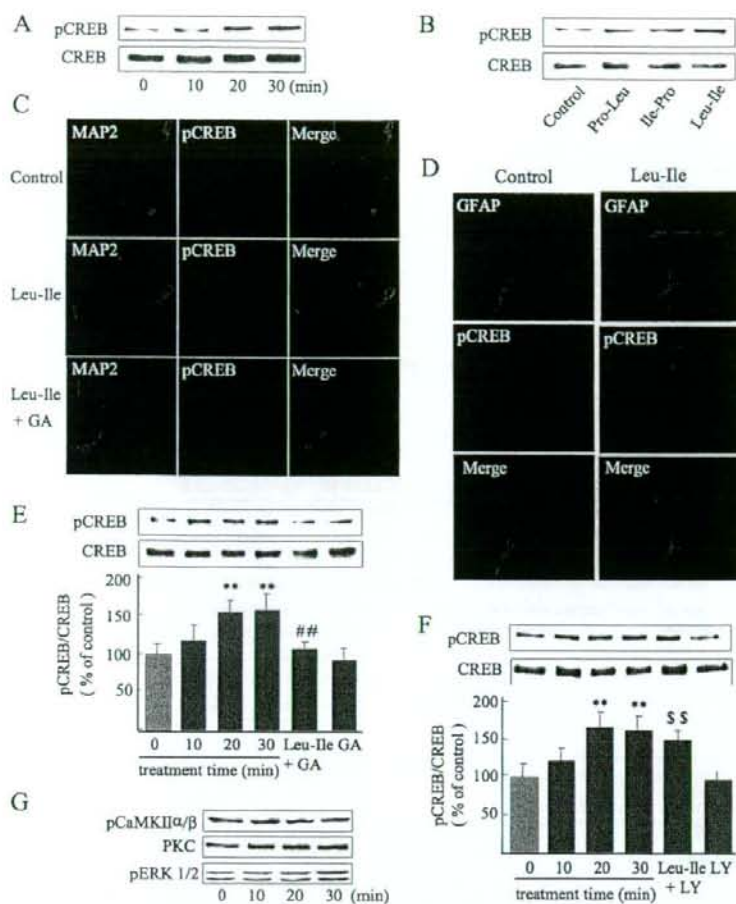 A
pCREB
CREB
0 10 20 30 (min)
B
pCREB
CREB
Control Pro-Leu Ile-Pro Leu-Ile
C
MAP2 pCREB Merge
Control
MAP2 pCREB Merge
Leu-Ile
MAP2 pCREB Merge
Leu-Ile
+ GA
D
Control Leu-Ile
GFAP GFAP
pCREB pCREB
Merge Merge
E
pCREB
CREB
pCREB/CREB
( % of control )
200
150
100
50
** ** ##
0 10 20 30 Leu-Ile GA
+ GA
treatment time (min)
F
pCREB
CREB
pCREB/CREB
( % of control )
200
150
100
50
** ** $ $
0 10 20 30 Leu-Ile LY
+ LY
treatment time (min)
G
pCaMKIIα/β
PKC
pERK 1/2
0 10 20 30 (min)